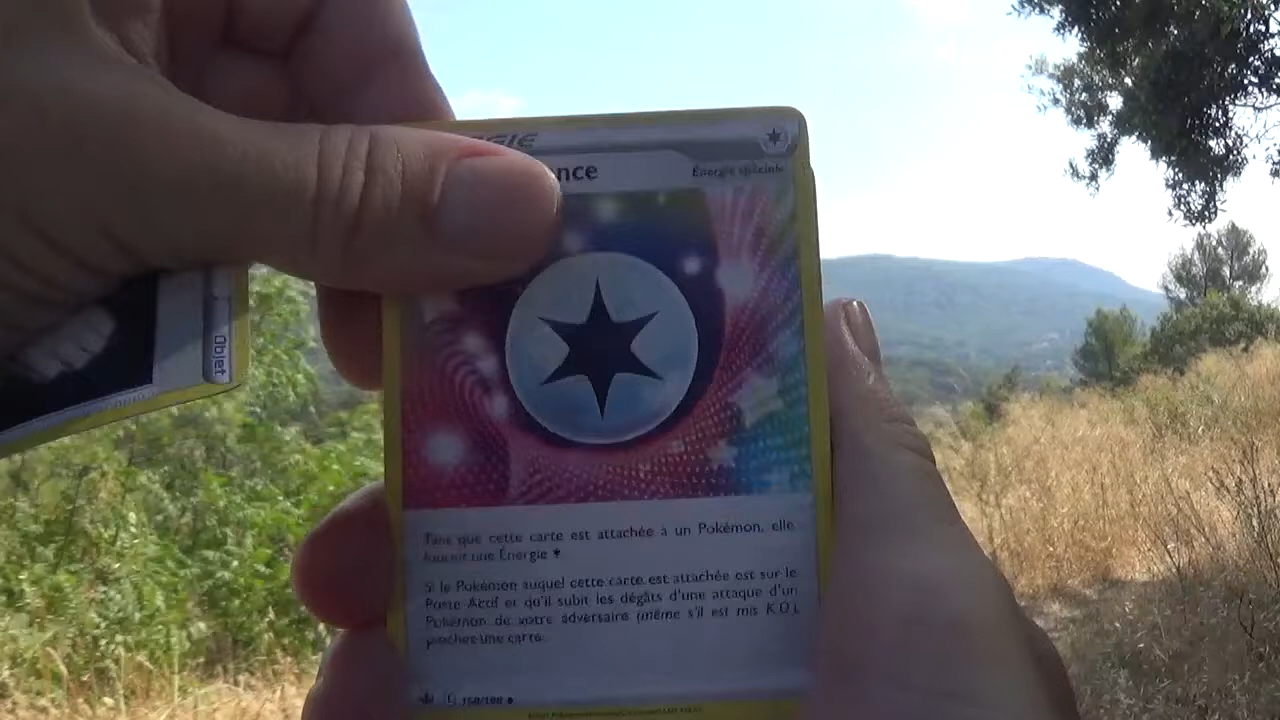 GIE
nce
Énergie spéciale
Objet
Tant que cette carte est attachée à un Pokémon, elle
fournit une Énergie
Si le Pokémon auquel cette carte est attachée est sur le
Poste Actif et qu'il subit les dégâts d'une attaque d'un
Pokémon de votre adversaire (même s'il est mis K.O.),
piochez une carte.